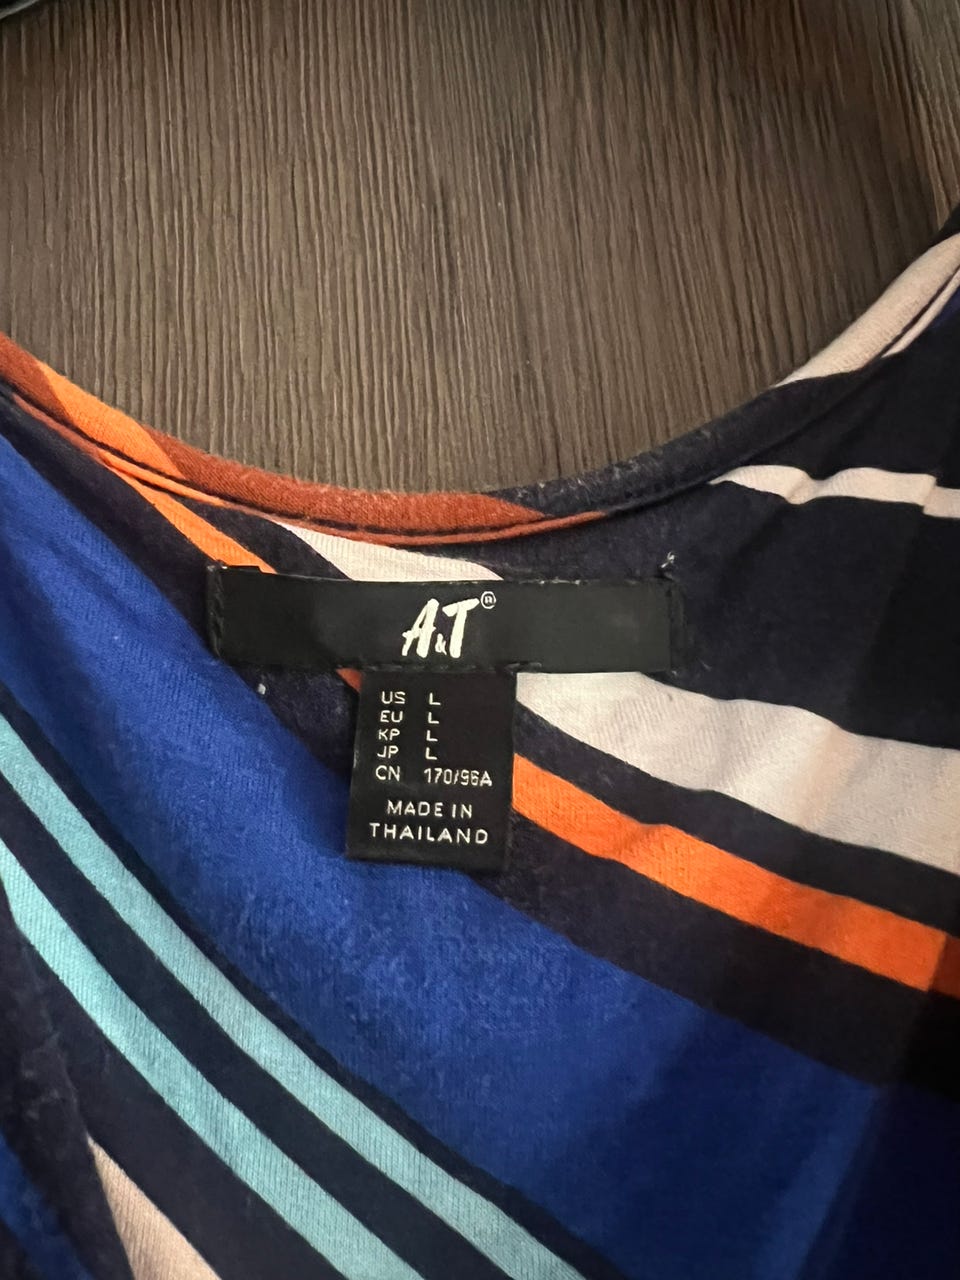 A&T®
US L
EU L
KP L
JP L
CN 170/96A
MADE IN
THAILAND